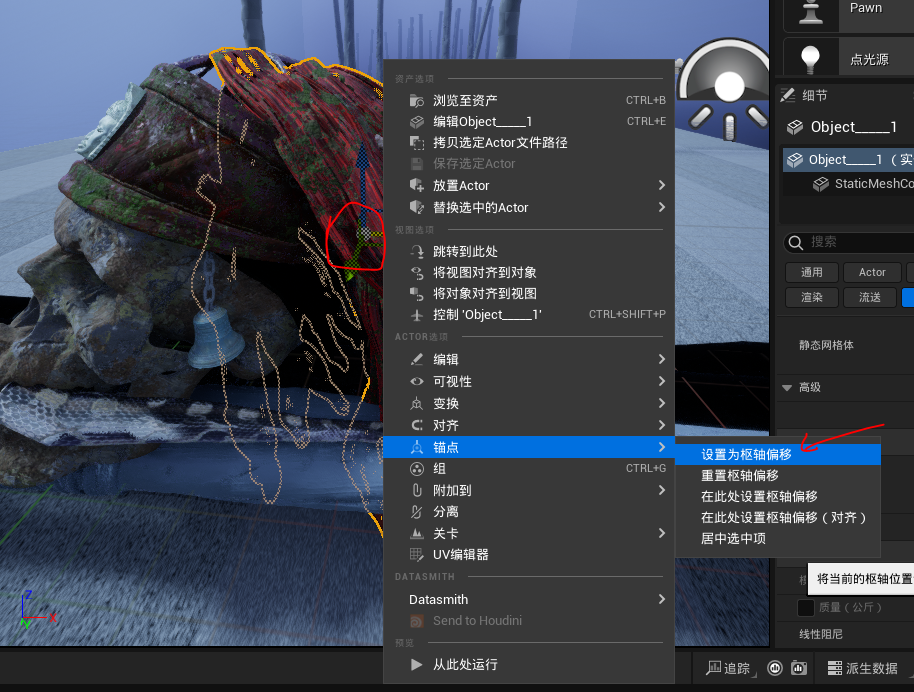 Pawn
点光源
细节
Object_____1
Object_____1 （实
StaticMeshCo
搜索
通用
Actor
渲染
流送
静态网格体
高级
资产选项
浏览至资产 CTRL+B
编辑Object_____1 CTRL+E
拷贝选定Actor文件路径
保存选定Actor
放置Actor
替换选中的Actor
视图选项
跳转到此处
将视图对齐到对象
将对象对齐到视图
控制 'Object_____1' CTRL+SHIFT+P
ACTOR选项
编辑
可视性
变换
对齐
锚点
组 CTRL+G
附加到
分离
关卡
UV编辑器
DATASMITH
Datasmith
Send to Houdini
预览
从此处运行
设置为枢轴偏移
重置枢轴偏移
在此处设置枢轴偏移
在此处设置枢轴偏移（对齐）
居中选中项
将当前的枢轴位置
质量（公斤）
线性阻尼
Z
X
Y
追踪
派生数据